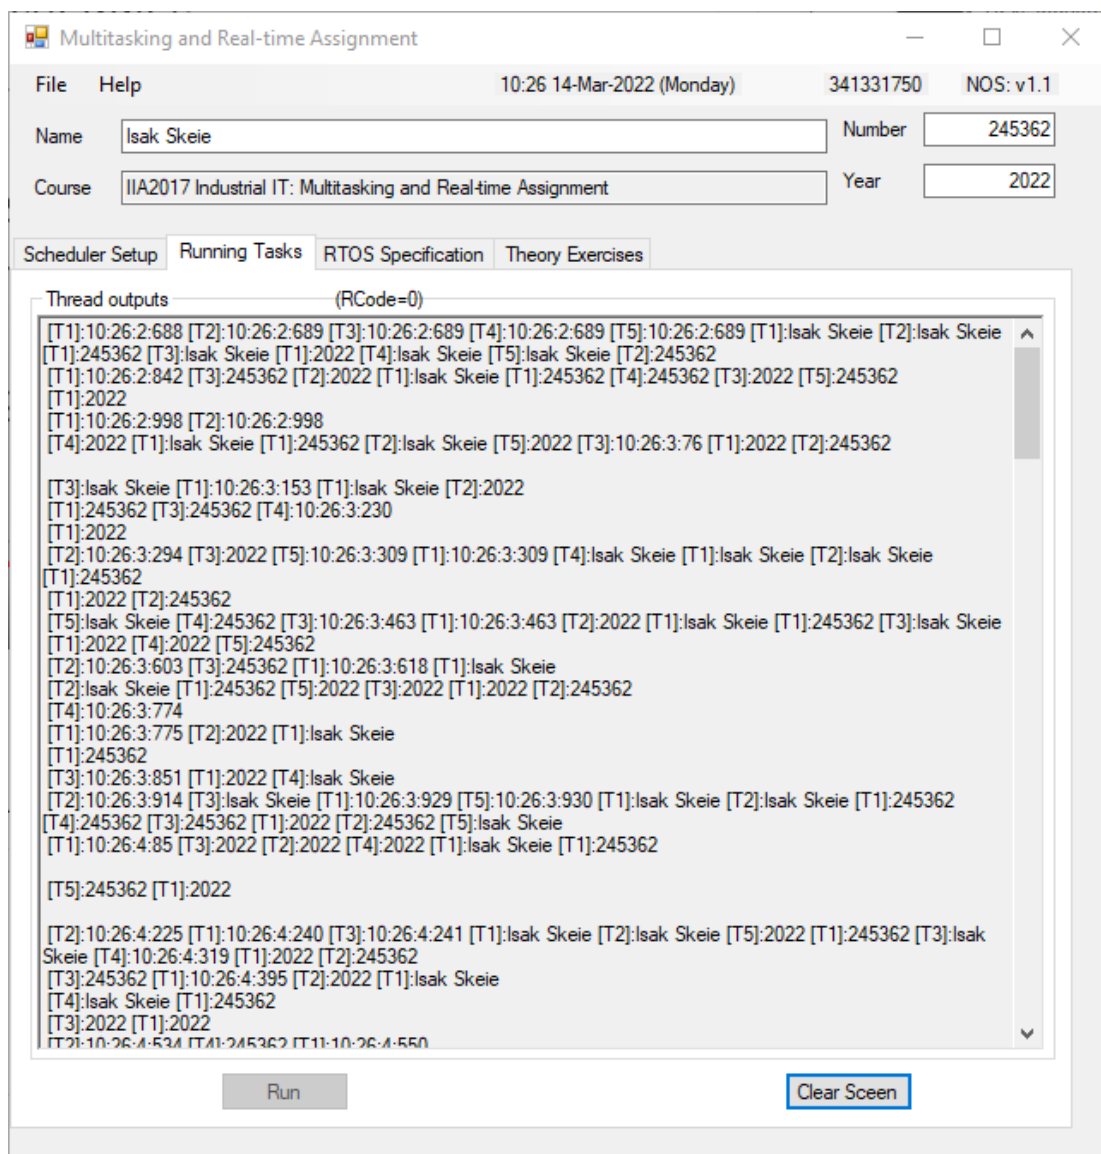 Multitasking and Real-time Assignment
File Help 10:26 14-Mar-2022 (Monday) 341331750 NOS: v1.1
Name Isak Skeie Number 245362
Course IIA2017 Industrial IT: Multitasking and Real-time Assignment Year 2022
Scheduler Setup Running Tasks RTOS Specification Theory Exercises
Thread outputs (RCode=0)
[T1]:10:26:2:688 [T2]:10:26:2:689 [T3]:10:26:2:689 [T4]:10:26:2:689 [T5]:10:26:2:689 [T1]:Isak Skeie [T2]:Isak Skeie
[T1]:245362 [T3]:Isak Skeie [T1]:2022 [T4]:Isak Skeie [T5]:Isak Skeie [T2]:245362
[T1]:10:26:2:842 [T3]:245362 [T2]:2022 [T1]:Isak Skeie [T1]:245362 [T4]:245362 [T3]:2022 [T5]:245362
[T1]:2022
[T1]:10:26:2:998 [T2]:10:26:2:998
[T4]:2022 [T1]:Isak Skeie [T1]:245362 [T2]:Isak Skeie [T5]:2022 [T3]:10:26:3:76 [T1]:2022 [T2]:245362
[T3]:Isak Skeie [T1]:10:26:3:153 [T1]:Isak Skeie [T2]:2022
[T1]:245362 [T3]:245362 [T4]:10:26:3:230
[T1]:2022
[T2]:10:26:3:294 [T3]:2022 [T5]:10:26:3:309 [T1]:10:26:3:309 [T4]:Isak Skeie [T1]:Isak Skeie [T2]:Isak Skeie
[T1]:245362
[T1]:2022 [T2]:245362
[T5]:Isak Skeie [T4]:245362 [T3]:10:26:3:463 [T1]:10:26:3:463 [T2]:2022 [T1]:Isak Skeie [T1]:245362 [T3]:Isak Skeie
[T1]:2022 [T4]:2022 [T5]:245362
[T2]:10:26:3:603 [T3]:245362 [T1]:10:26:3:618 [T1]:Isak Skeie
[T2]:Isak Skeie [T1]:245362 [T5]:2022 [T3]:2022 [T1]:2022 [T2]:245362
[T4]:10:26:3:774
[T1]:10:26:3:775 [T2]:2022 [T1]:Isak Skeie
[T1]:245362
[T3]:10:26:3:851 [T1]:2022 [T4]:Isak Skeie
[T2]:10:26:3:914 [T3]:Isak Skeie [T1]:10:26:3:929 [T5]:10:26:3:930 [T1]:Isak Skeie [T2]:Isak Skeie [T1]:245362
[T4]:245362 [T3]:245362 [T1]:2022 [T2]:245362 [T5]:Isak Skeie
[T1]:10:26:4:85 [T3]:2022 [T2]:2022 [T4]:2022 [T1]:Isak Skeie [T1]:245362
[T5]:245362 [T1]:2022
[T2]:10:26:4:225 [T1]:10:26:4:240 [T3]:10:26:4:241 [T1]:Isak Skeie [T2]:Isak Skeie [T5]:2022 [T1]:245362 [T3]:Isak
Skeie [T4]:10:26:4:319 [T1]:2022 [T2]:245362
[T3]:245362 [T1]:10:26:4:395 [T2]:2022 [T1]:Isak Skeie
[T4]:Isak Skeie [T1]:245362
[T3]:2022 [T1]:2022
[T2]:10:26:4:534 [T4]:245362 [T1]:10:26:4:550
Run Clear Sceen